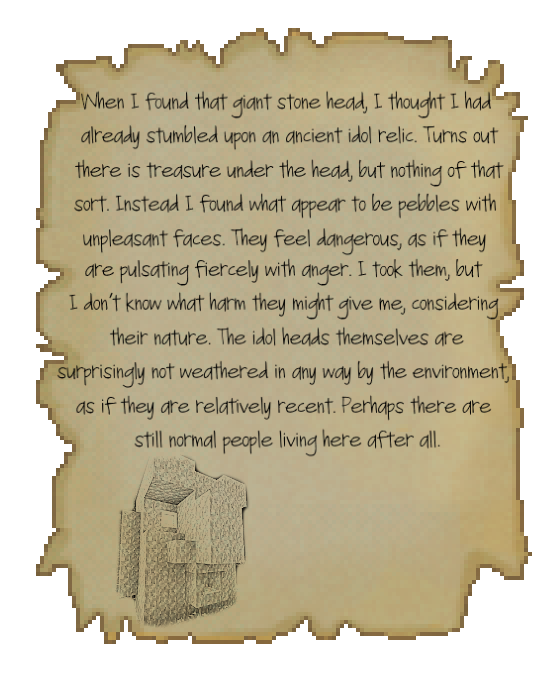 When I found that giant stone head, I thought I had
already stumbled upon an ancient idol relic. Turns out
there is treasure under the head, but nothing of that
sort. Instead I found what appear to be pebbles with
unpleasant faces. They feel dangerous, as if they
are pulsating fiercely with anger. I took them, but
I don't know what harm they might give me, considering
their nature. The idol heads themselves are
surprisingly not weathered in any way by the environment,
as if they are relatively recent. Perhaps there are
still normal people living here after all.